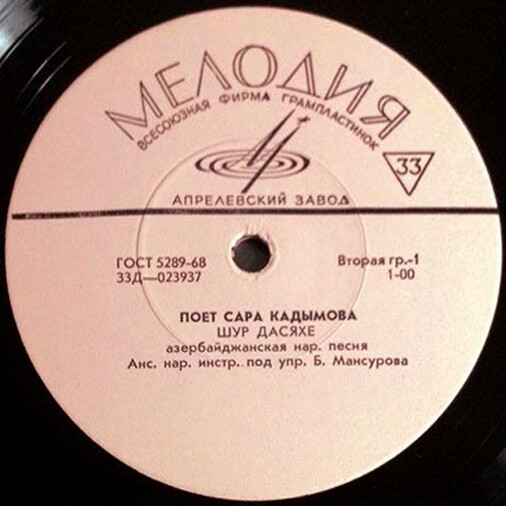 МЕЛОДИЯ
ВСЕСОЮЗНАЯ ФИРМА ГРАМПЛАСТИНОК
33
АПРЕЛЕВСКИЙ ЗАВОД
ГОСТ 5289-68
Вторая гр.-1
33Д—023937
1-00
ПОЕТ САРА КАДЫМОВА
ШУР ДАСЯХЕ
азербайджанская нар. песня
Анс. нар. инстр. под упр. Б. Мансурова